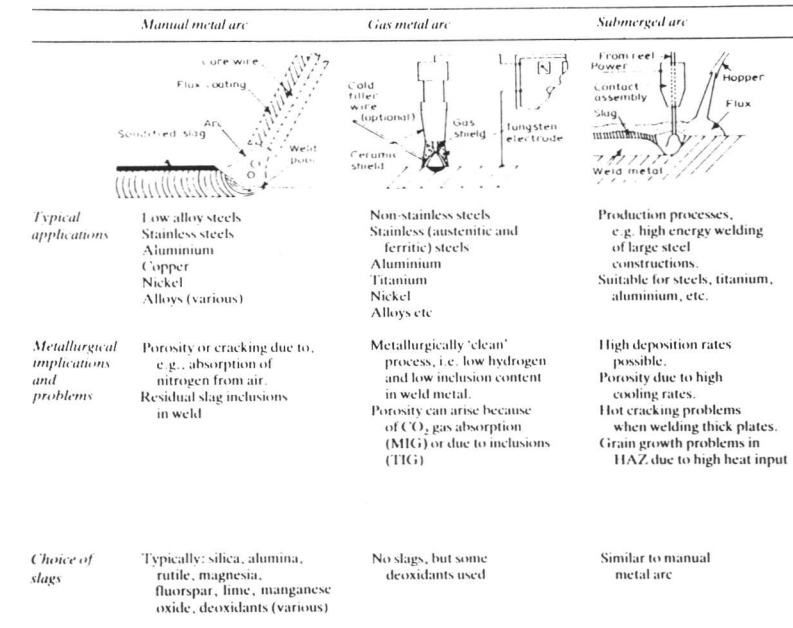 Manual metal arc
Gas metal arc
Submerged arc
Core wire
Flux coating
Arc
Solidified slag
Weld
pool
Cold
filler
wire
(optional)
Gas
shield
Ceramic
shield
Tungsten
electrode
From reel
Power
Contact
assembly
Hopper
Flux
Slag
Weld metal
Typical
applications
Low alloy steels
Stainless steels
Aluminium
Copper
Nickel
Alloys (various)
Non-stainless steels
Stainless (austenitic and
ferritic) steels
Aluminium
Titanium
Nickel
Alloys etc
Production processes,
e.g. high energy welding
of large steel
constructions.
Suitable for steels, titanium,
aluminium, etc.
Metallurgical
implications
and
problems
Porosity or cracking due to,
e.g., absorption of
nitrogen from air.
Residual slag inclusions
in weld
Metallurgically 'clean'
process, i.e. low hydrogen
and low inclusion content
in weld metal.
Porosity can arise because
of CO₂ gas absorption
(MIG) or due to inclusions
(TIG)
High deposition rates
possible.
Porosity due to high
cooling rates.
Hot cracking problems
when welding thick plates.
Grain growth problems in
HAZ due to high heat input
Choice of
slags
Typically: silica, alumina,
rutile, magnesia,
fluorspar, lime, manganese
oxide, deoxidants (various)
No slags, but some
deoxidants used
Similar to manual
metal arc